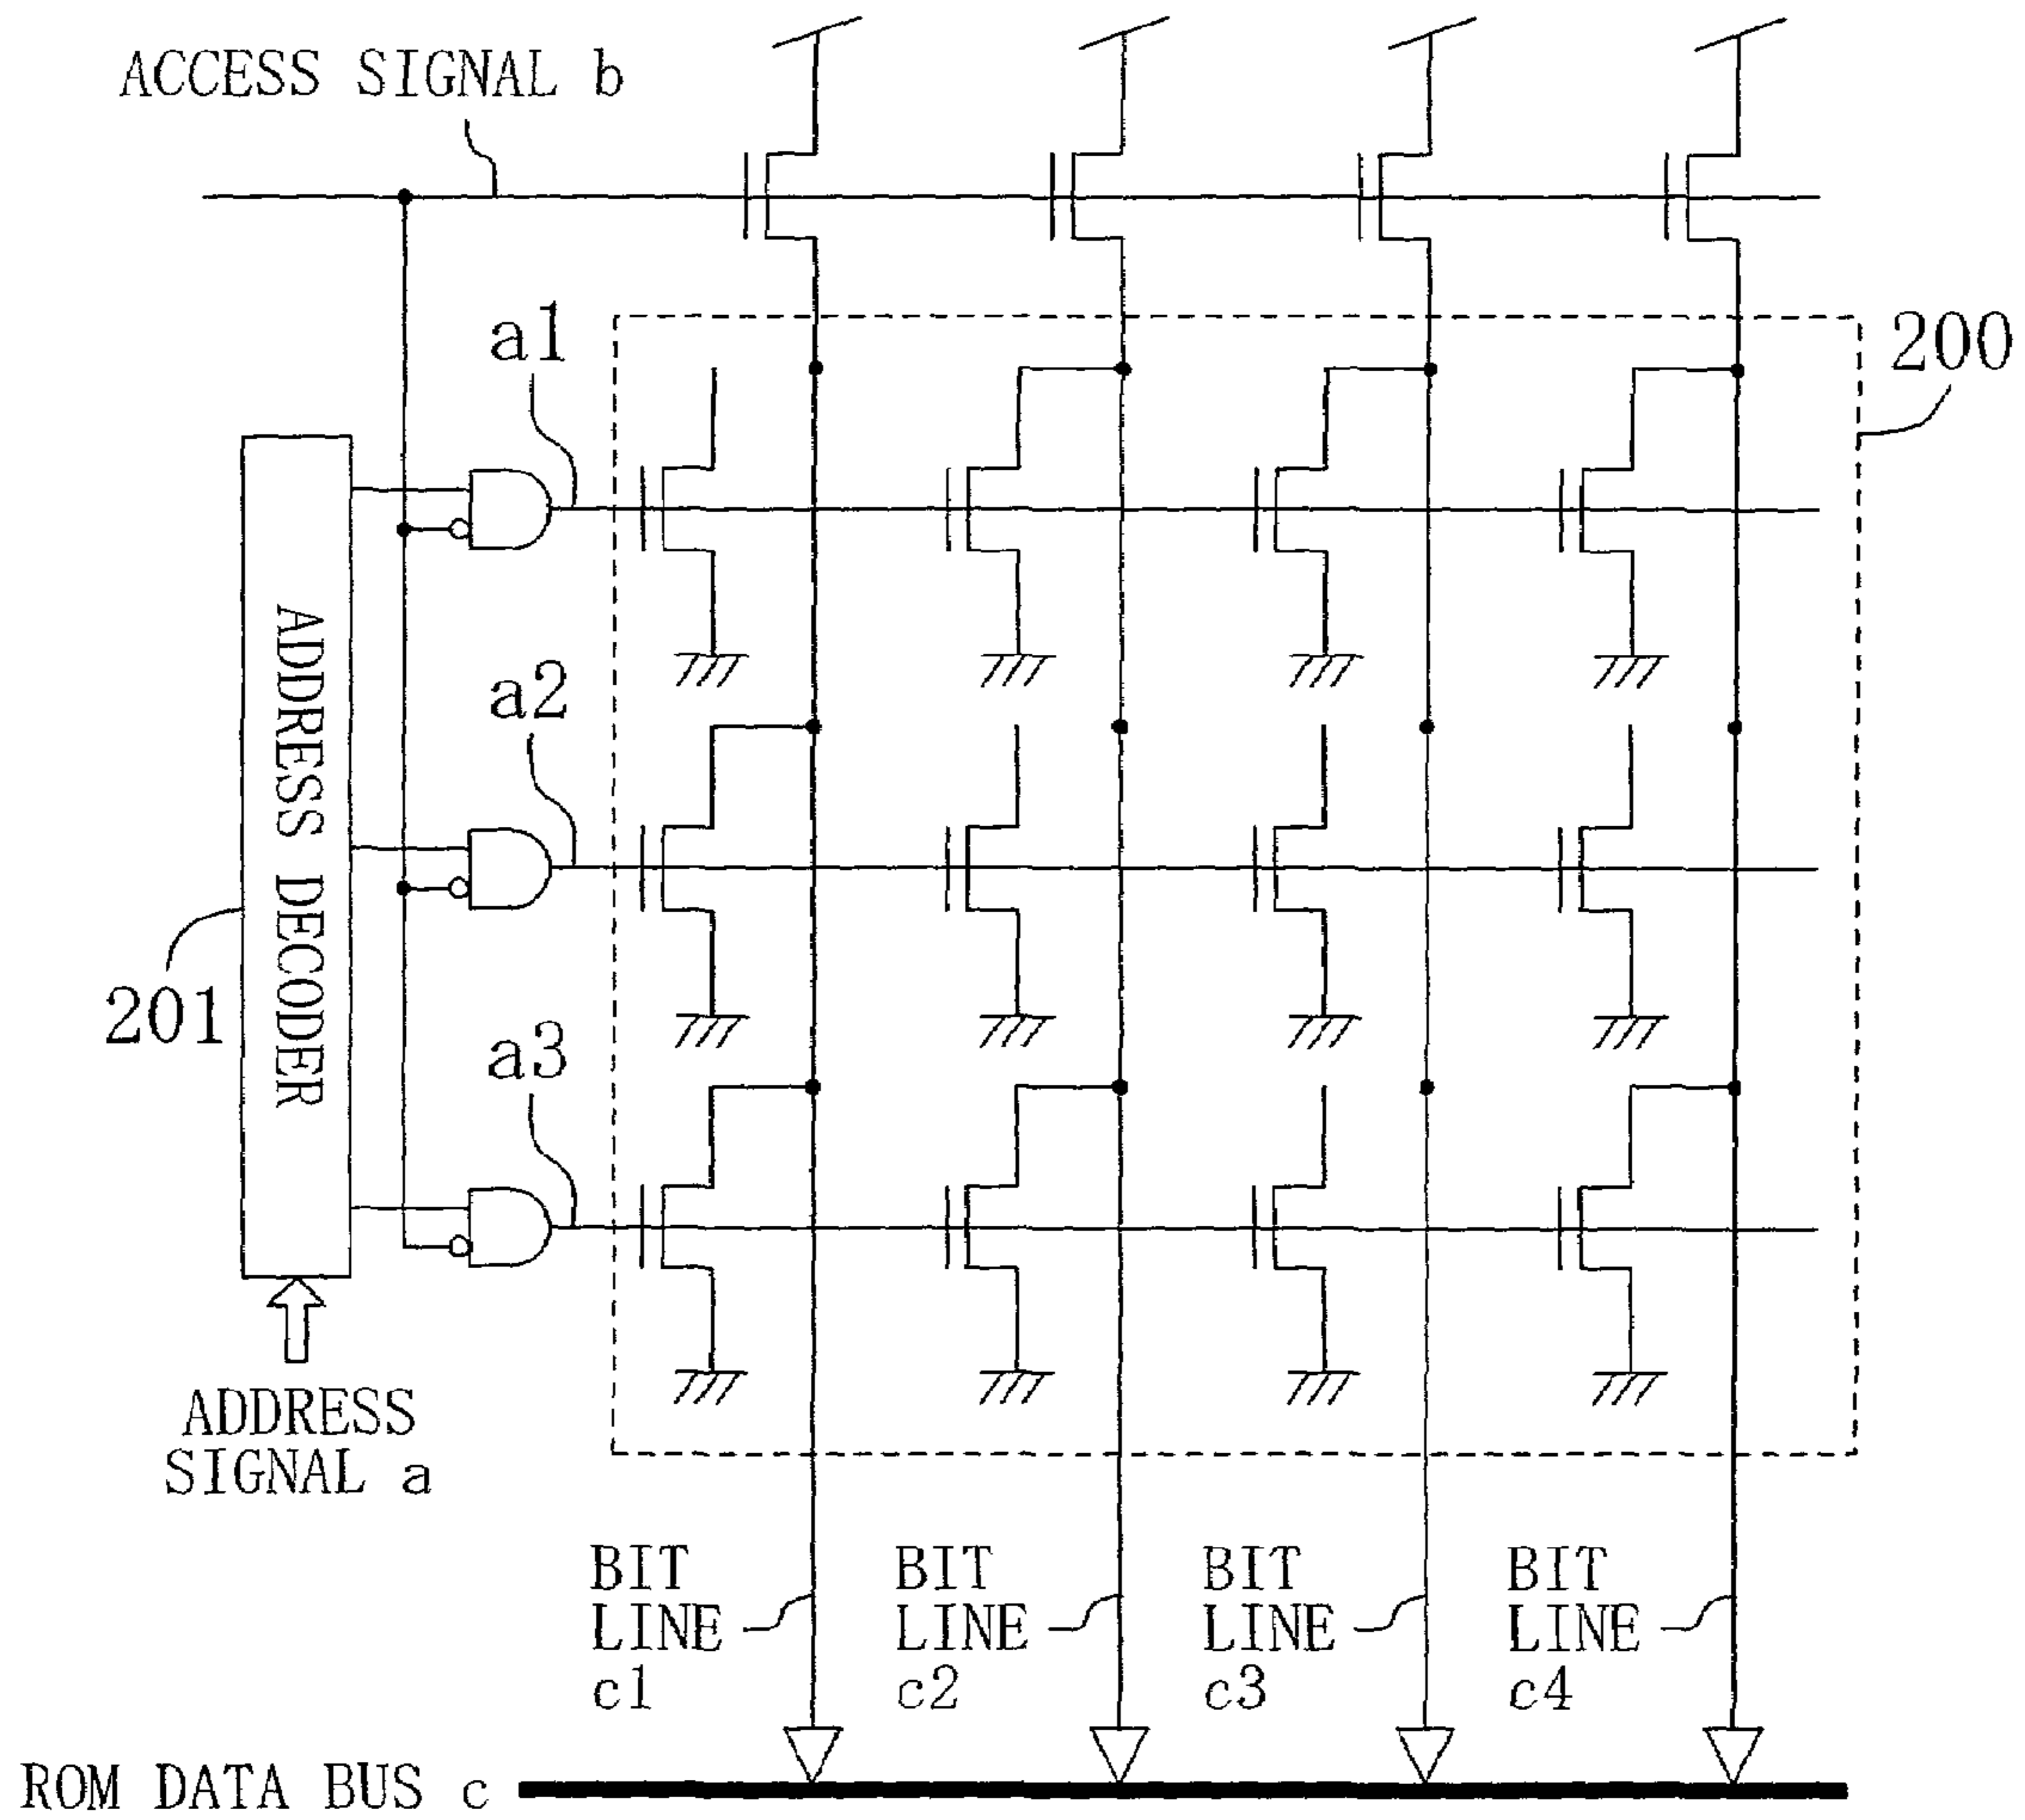 ACCESS SIGNAL b
a1
200
a2
ADDRESS DECODER
201
a3
ADDRESS
SIGNAL a
BIT
LINE
c1
BIT
LINE
c2
BIT
LINE
c3
BIT
LINE
c4
ROM DATA BUS c